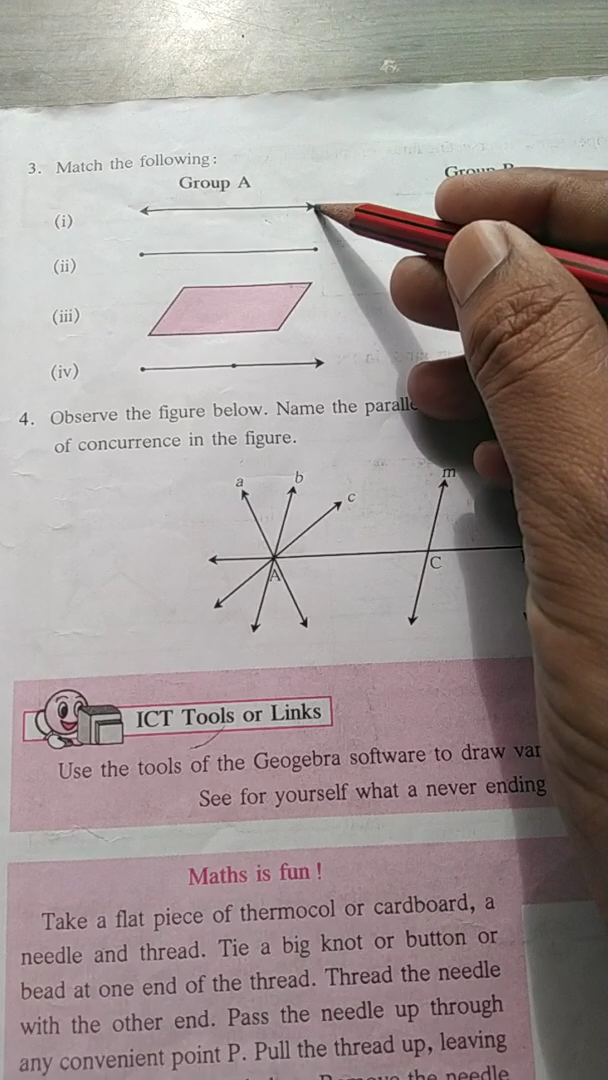 3. Match the following:
Group A
Group
(i)
(ii)
(iii)
(iv)
4. Observe the figure below. Name the
of concurrence in the figure.
a
b
c
m
A
C
ICT Tools or Links
Use the tools of the Geogebra software to draw
See for yourself what a never ending
Maths is fun !
Take a flat piece of thermocol or cardboard, a
needle and thread. Tie a big knot or button or
bead at one end of the thread. Thread the needle
with the other end. Pass the needle up through
any convenient point P. Pull the thread up, leaving
the needle